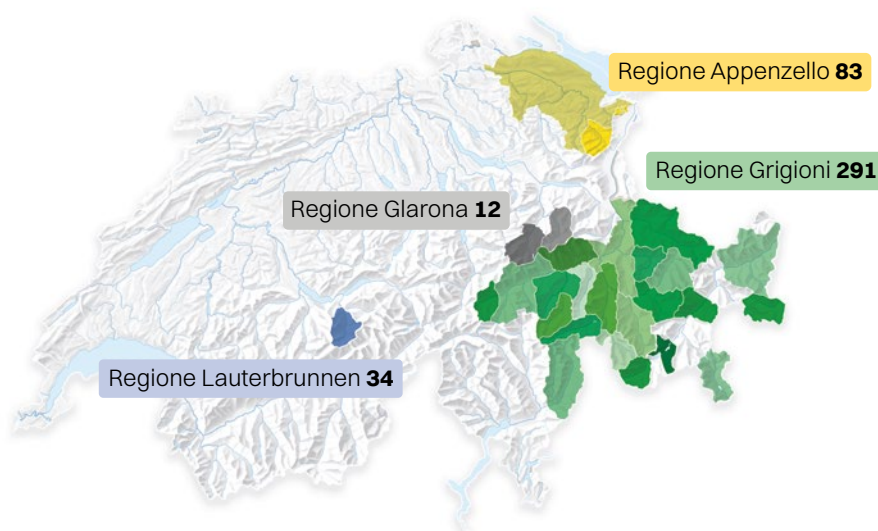 Regione Appenzello 83
Regione Grigioni 291
Regione Glarona 12
Regione Lauterbrunnen 34